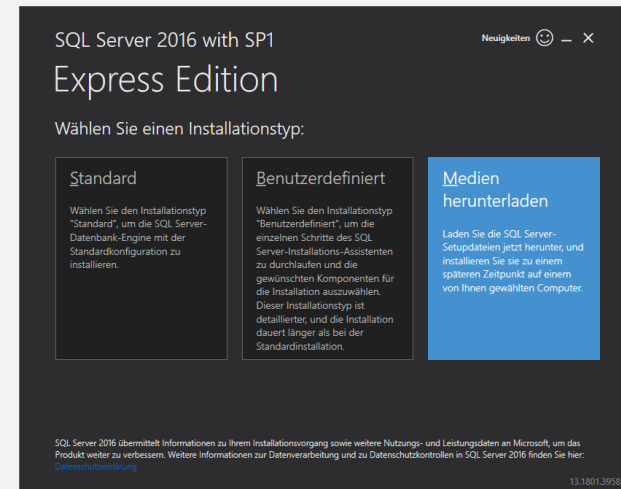 SQL Server 2016 with SP1
Neuigkeiten
Express Edition
Wählen Sie einen Installationstyp:
Standard
Wählen Sie den Installationstyp
"Standard", um die SQL Server-
Datenbank-Engine mit der
Standardkonfiguration zu
installieren.
Benutzerdefiniert
Wählen Sie den Installationstyp
"Benutzerdefiniert", um die
einzelnen Schritte des SQL
Server-Installations-Assistenten
zu durchlaufen und die
gewünschten Komponenten für
die Installation auszuwählen.
Dieser Installationstyp ist
detaillierter, und die Installation
dauert länger als bei der
Standardinstallation.
Medien
herunterladen
Laden Sie die SQL Server-
Setupdateien jetzt herunter, und
installieren Sie sie zu einem
späteren Zeitpunkt auf einem
von Ihnen gewählten Computer.
SQL Server 2016 übermittelt Informationen zu Ihrem Installationsvorgang sowie weitere Nutzungs- und Leistungsdaten an Microsoft, um das
Produkt weiter zu verbessern. Weitere Informationen zur Datenverarbeitung und zu Datenschutzkontrollen in SQL Server 2016 finden Sie hier:
Datenschutzerklärung
13.1801.3958